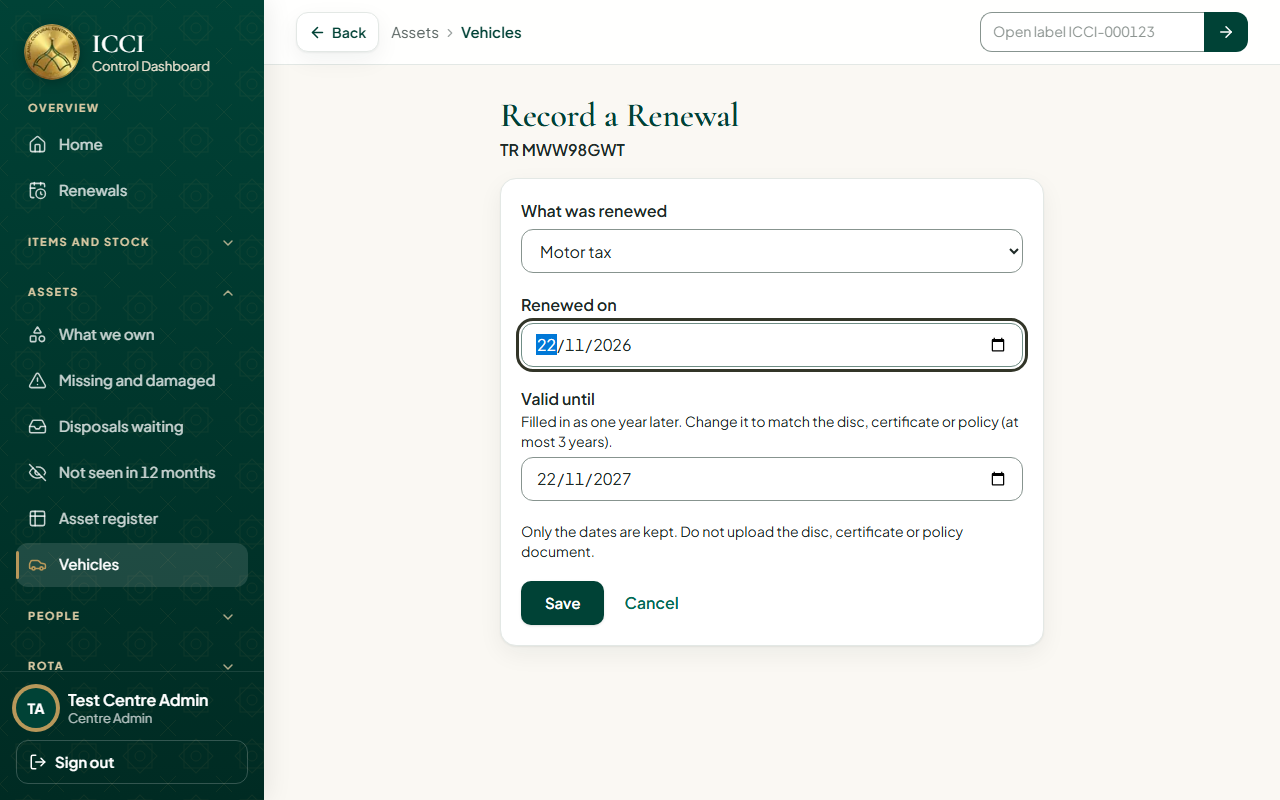 ICCI
Control Dashboard
OVERVIEW
Home
Renewals
ITEMS AND STOCK
ASSETS
What we own
Missing and damaged
Disposals waiting
Not seen in 12 months
Asset register
Vehicles
PEOPLE
ROTA
TA
Test Centre Admin
Centre Admin
Sign out
Back
Assets
Vehicles
Open label ICCI-000123
Record a Renewal
TR MWW98GWT
What was renewed
Motor tax
Renewed on
22/11/2026
Valid until
Filled in as one year later. Change it to match the disc, certificate or policy (at
most 3 years).
22/11/2027
Only the dates are kept. Do not upload the disc, certificate or policy
document.
Save
Cancel